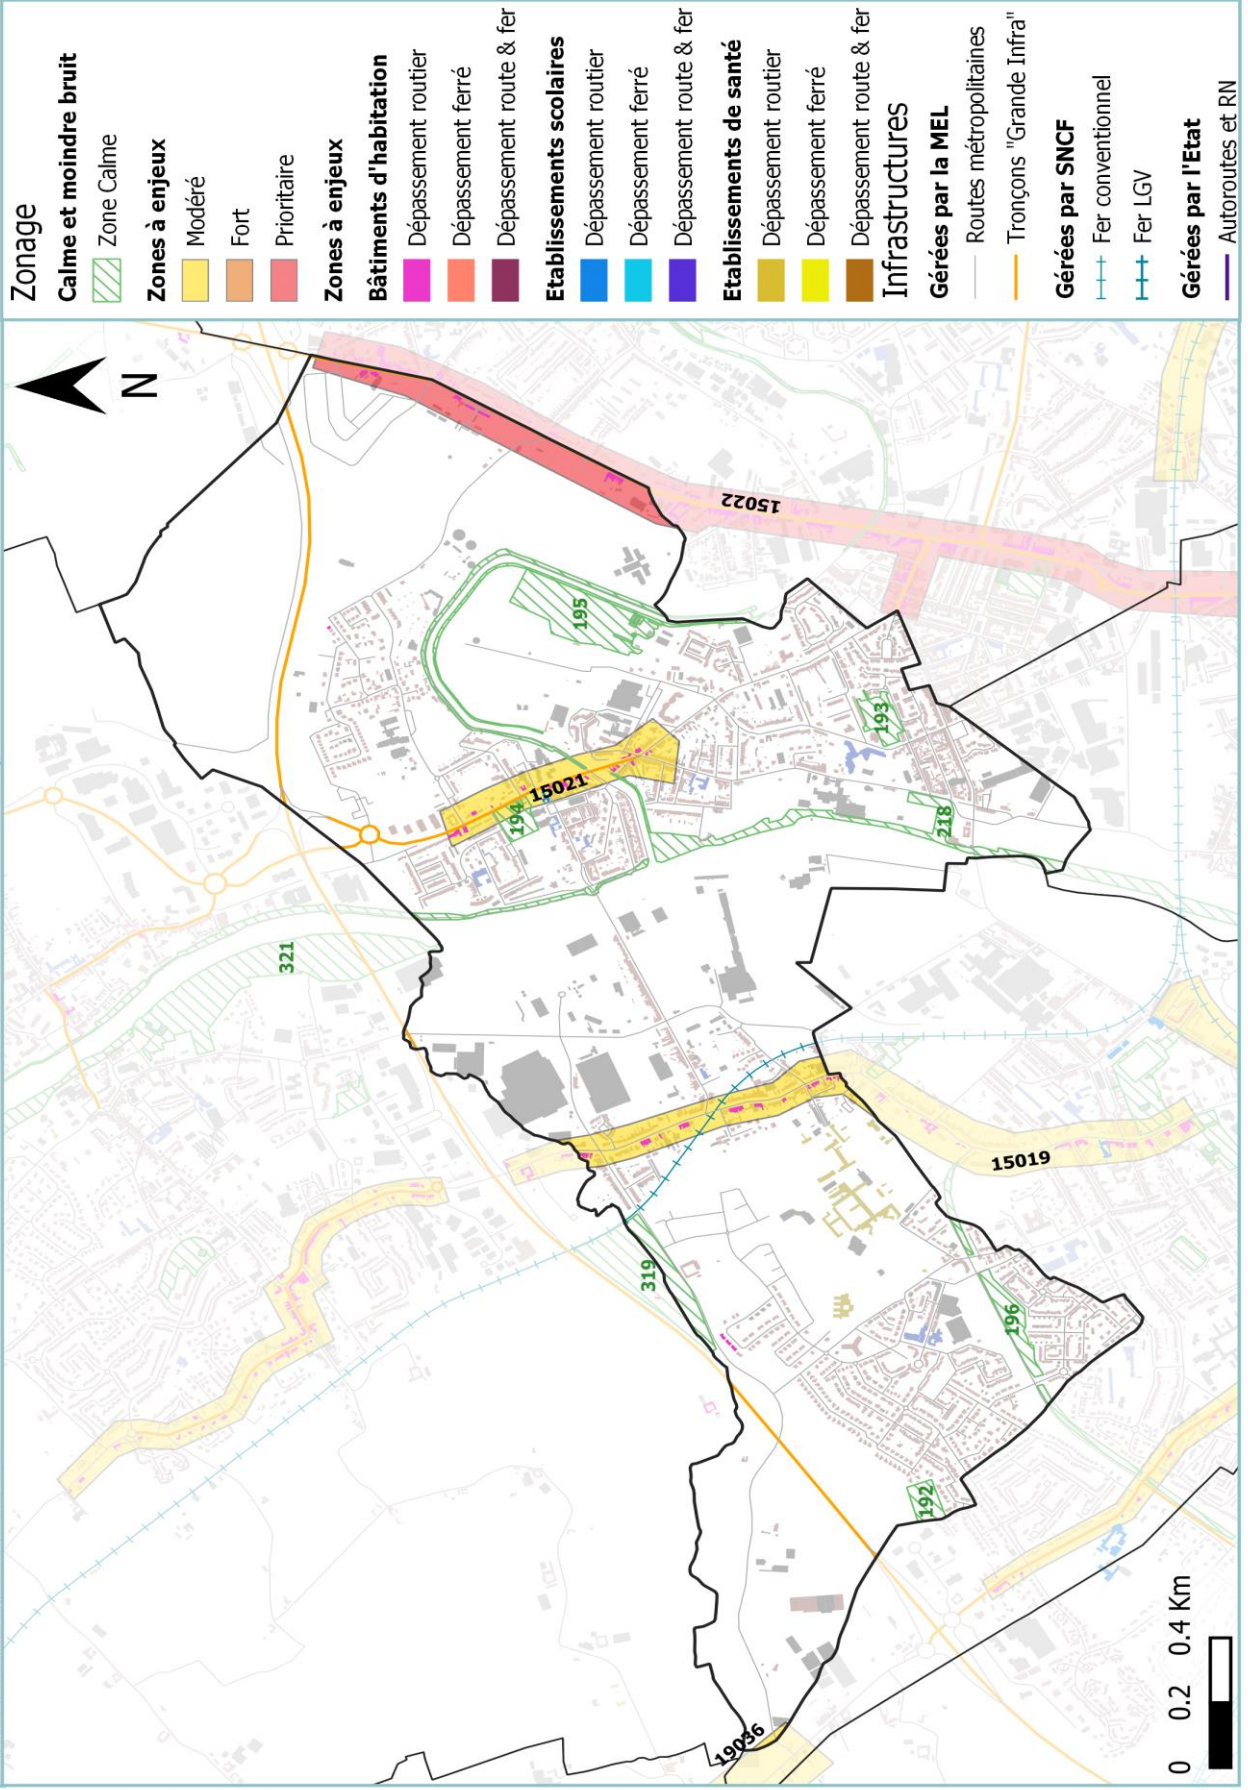 Zonage
Calme et moindre bruit
Zone Calme
Zones à enjeux
Modéré
Fort
Prioritaire
Zones à enjeux
Bâtiments d'habitation
Dépassement routier
Dépassement ferré
Dépassement route & fer
Etablissements scolaires
Dépassement routier
Dépassement ferré
Dépassement route & fer
Etablissements de santé
Dépassement routier
Dépassement ferré
Dépassement route & fer
Infrastructures
Gérées par la MEL
Routes métropolitaines
Tronçons "Grande Infra"
Gérées par SNCF
Fer conventionnel
Fer LGV
Gérées par l'Etat
Autoroutes et RN
N
15022
195
193
15021
194
218
321
15019
319
196
192
19036
0 0.2 0.4 Km